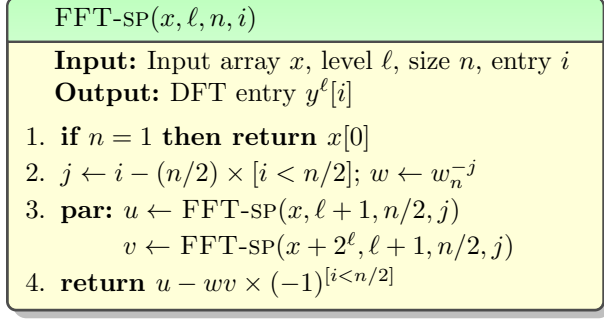 FFT-SP(x, ℓ, n, i)
Input: Input array x, level ℓ, size n, entry i
Output: DFT entry y^ℓ[i]
1. if n = 1 then return x[0]
2. j ← i − (n/2) × [i < n/2]; w ← w_n^{−j}
3. par: u ← FFT-SP(x, ℓ + 1, n/2, j)
v ← FFT-SP(x + 2^ℓ, ℓ + 1, n/2, j)
4. return u − wv × (−1)^{[i<n/2]}